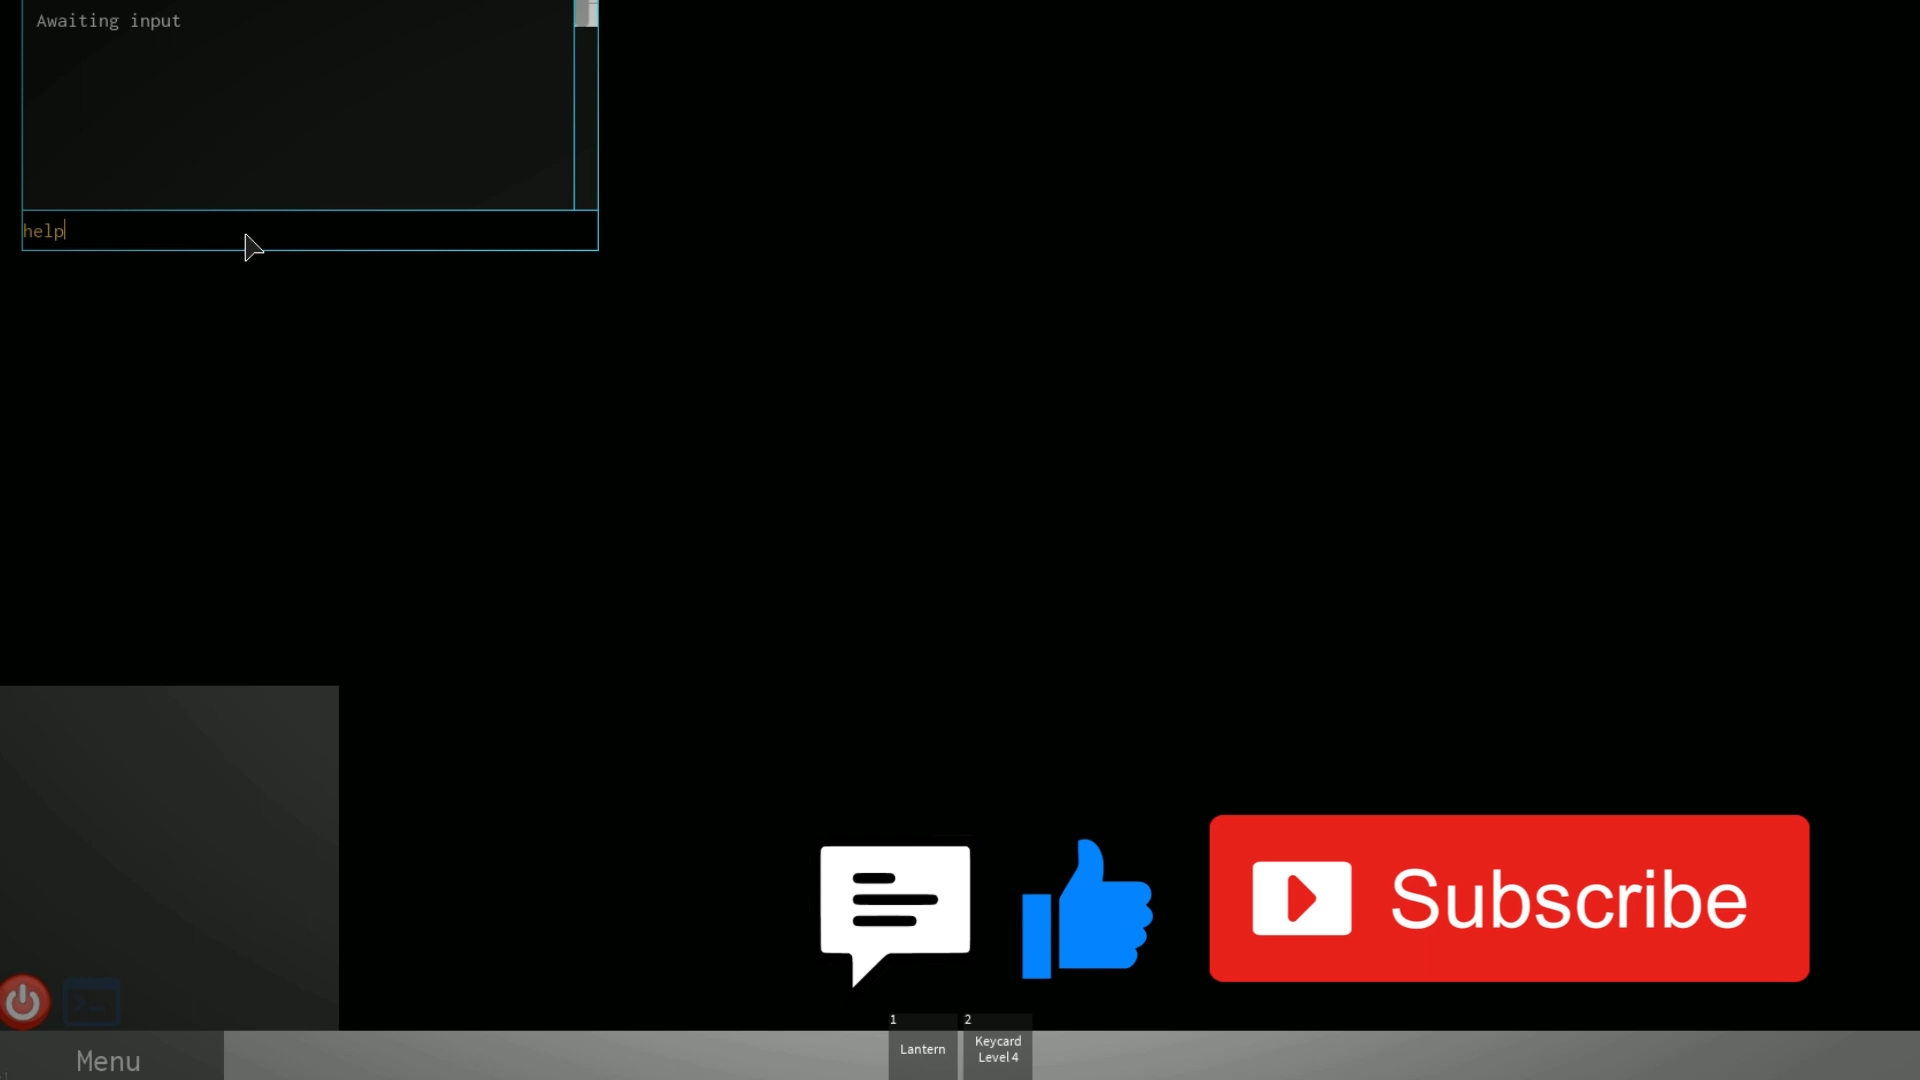 Awaiting input
help
Subscribe
1
2
Lantern
Keycard
Level 4
Menu